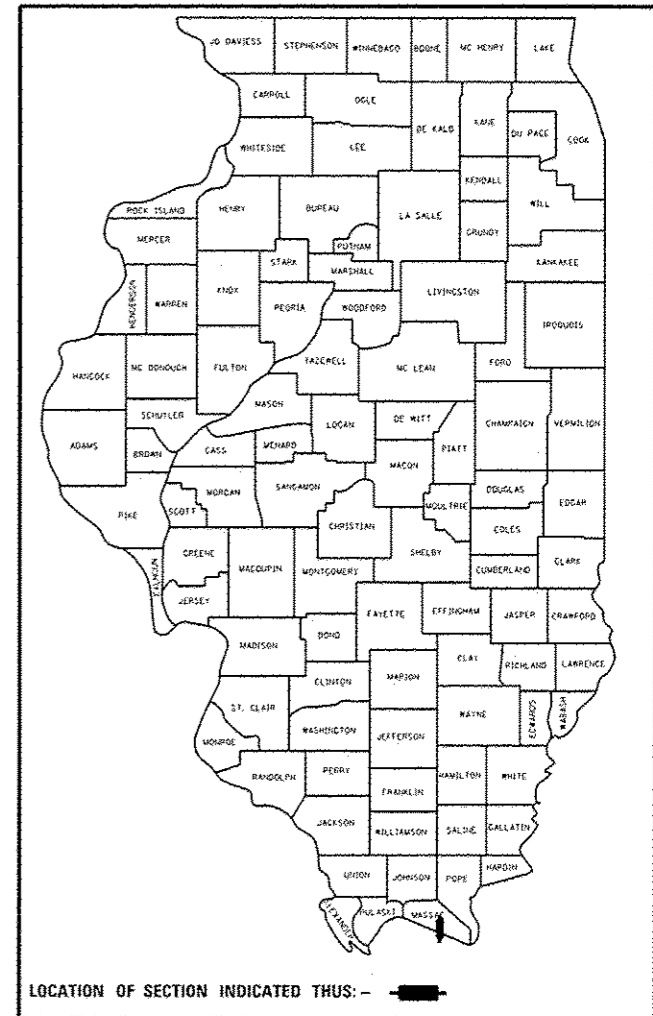 JO DAVIESS STEPHENSON WINNEBAGO BOONE MC HENRY LAKE
CARROLL OGLE DE KALB KANE DU PAGE COOK
WHITESIDE LEE KENDALL WILL
ROCK ISLAND HENRY BUREAU LA SALLE GRUNDY
MERCER PUTNAM KANKAKEE
STARK MARSHALL
HENDERSON WARREN KNOX PEORIA WOODFORD LIVINGSTON IROQUOIS
HANCOCK MC DONOUGH FULTON TAZEWELL MC LEAN FORD
SCHUYLER MASON LOGAN DE WITT CHAMPAIGN VERMILION
ADAMS BROWN CASS MENARD MACON PIATT
PIKE SCOTT MORGAN SANGAMON CHRISTIAN MOULTRIE DOUGLAS EDGAR
COLES
CALHOUN GREENE MACOUPIN MONTGOMERY SHELBY CUMBERLAND CLARK
JERSEY FAYETTE EFFINGHAM JASPER CRAWFORD
MADISON BOND CLAY RICHLAND LAWRENCE
CLINTON MARION
ST. CLAIR WAYNE EDWARDS WABASH
MONROE WASHINGTON JEFFERSON
RANDOLPH PERRY FRANKLIN HAMILTON WHITE
JACKSON WILLIAMSON SALINE GALLATIN
UNION JOHNSON POPE HARDIN
ALEXANDER PULASKI MASSAC
LOCATION OF SECTION INDICATED THUS: -